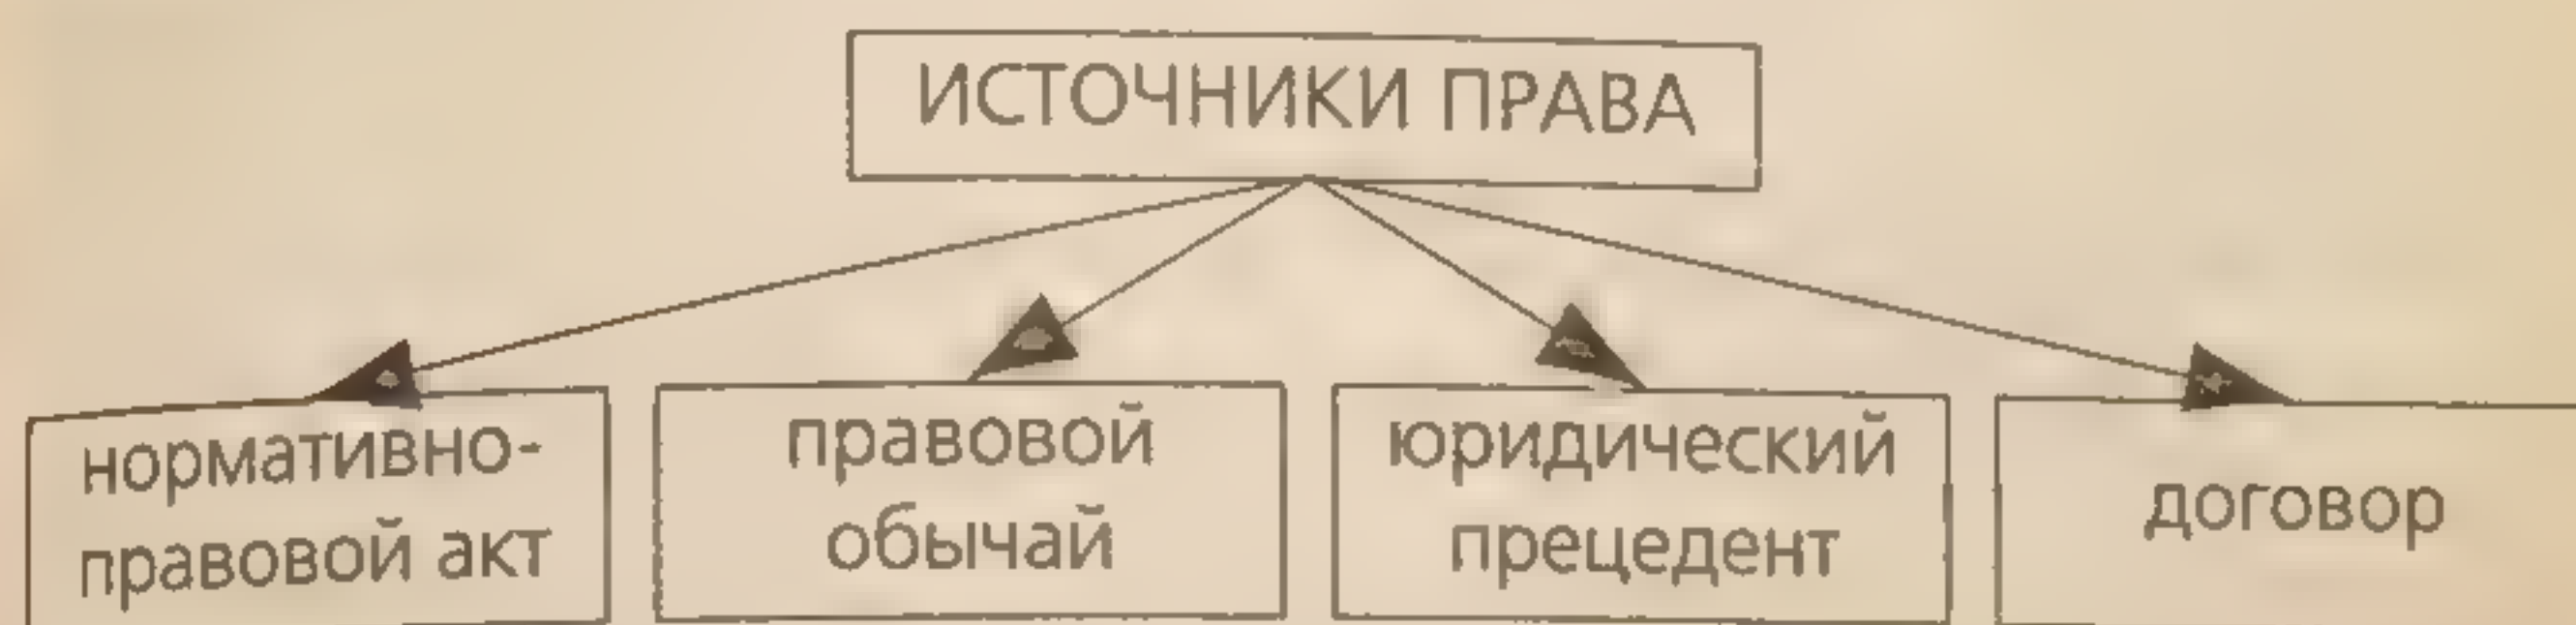 ИСТОЧНИКИ ПРАВА
нормативно-
правовой акт
правовой
обычай
юридический
прецедент
договор